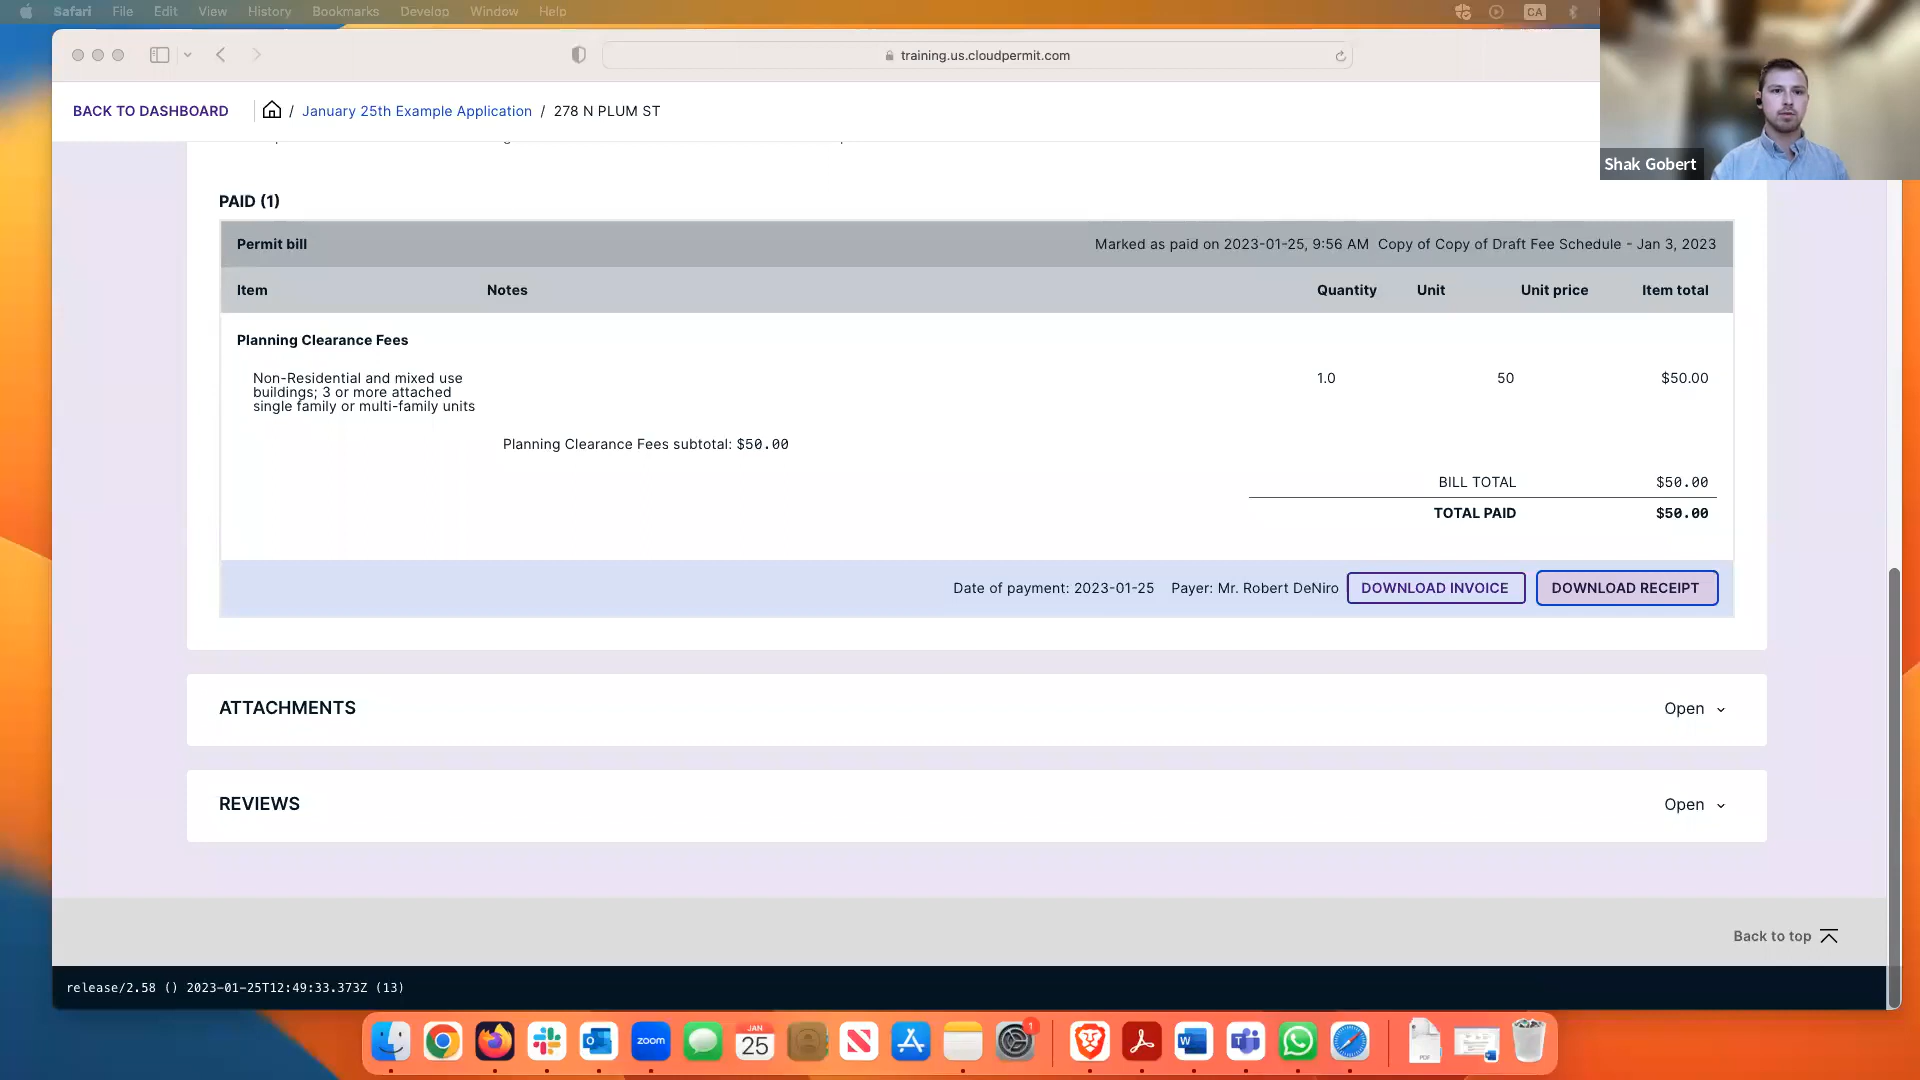 Safari File Edit View History Bookmarks Develop Window Help CA
training.us.cloudpermit.com
BACK TO DASHBOARD / January 25th Example Application / 278 N PLUM ST
Shak Gobert
PAID (1)
Permit bill Marked as paid on 2023-01-25, 9:56 AM Copy of Copy of Draft Fee Schedule - Jan 3, 2023
Item Notes Quantity Unit Unit price Item total
Planning Clearance Fees
Non-Residential and mixed use 1.0 50 $50.00
buildings; 3 or more attached
single family or multi-family units
Planning Clearance Fees subtotal: $50.00
BILL TOTAL $50.00
TOTAL PAID $50.00
Date of payment: 2023-01-25 Payer: Mr. Robert DeNiro DOWNLOAD INVOICE DOWNLOAD RECEIPT
ATTACHMENTS Open
REVIEWS Open
Back to top
release/2.58 () 2023-01-25T12:49:33.373Z (13)
zoom JAN 25 1 PDF